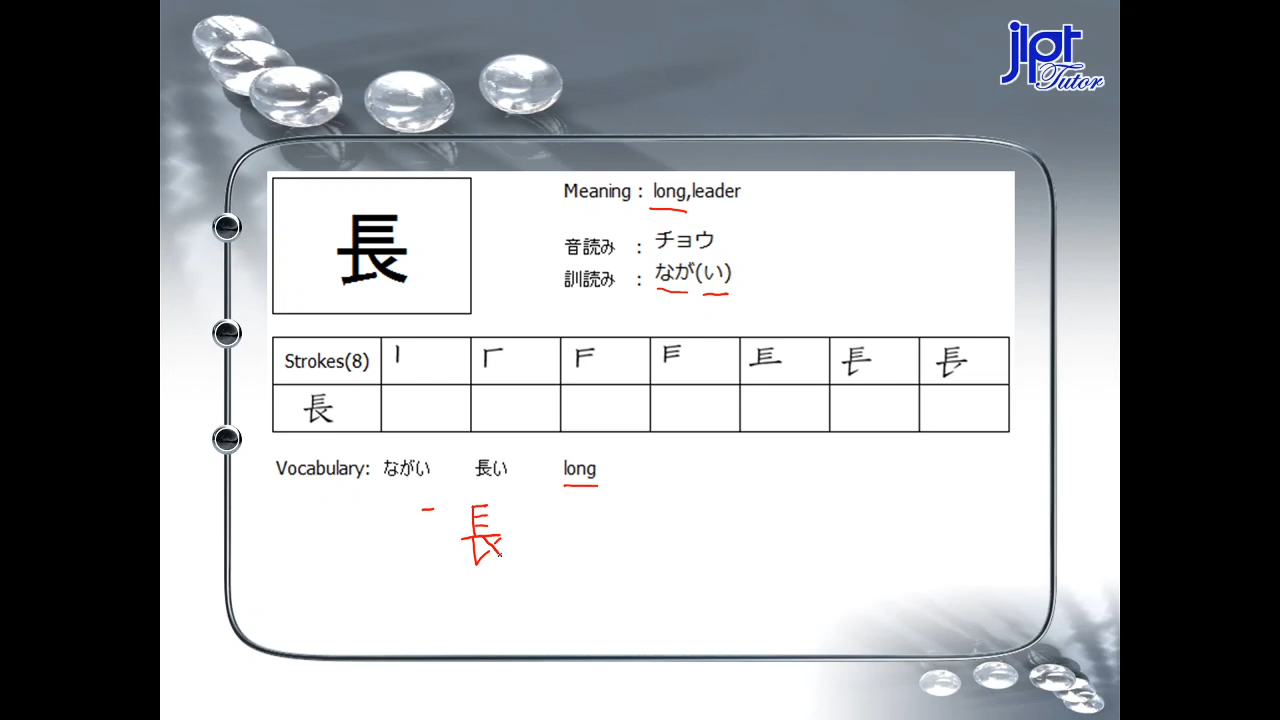 jlpt
Tutor
長
Meaning : long,leader
音読み : チョウ
訓読み : なが(い)
Strokes(8)
長
Vocabulary: ながい 長い long
長